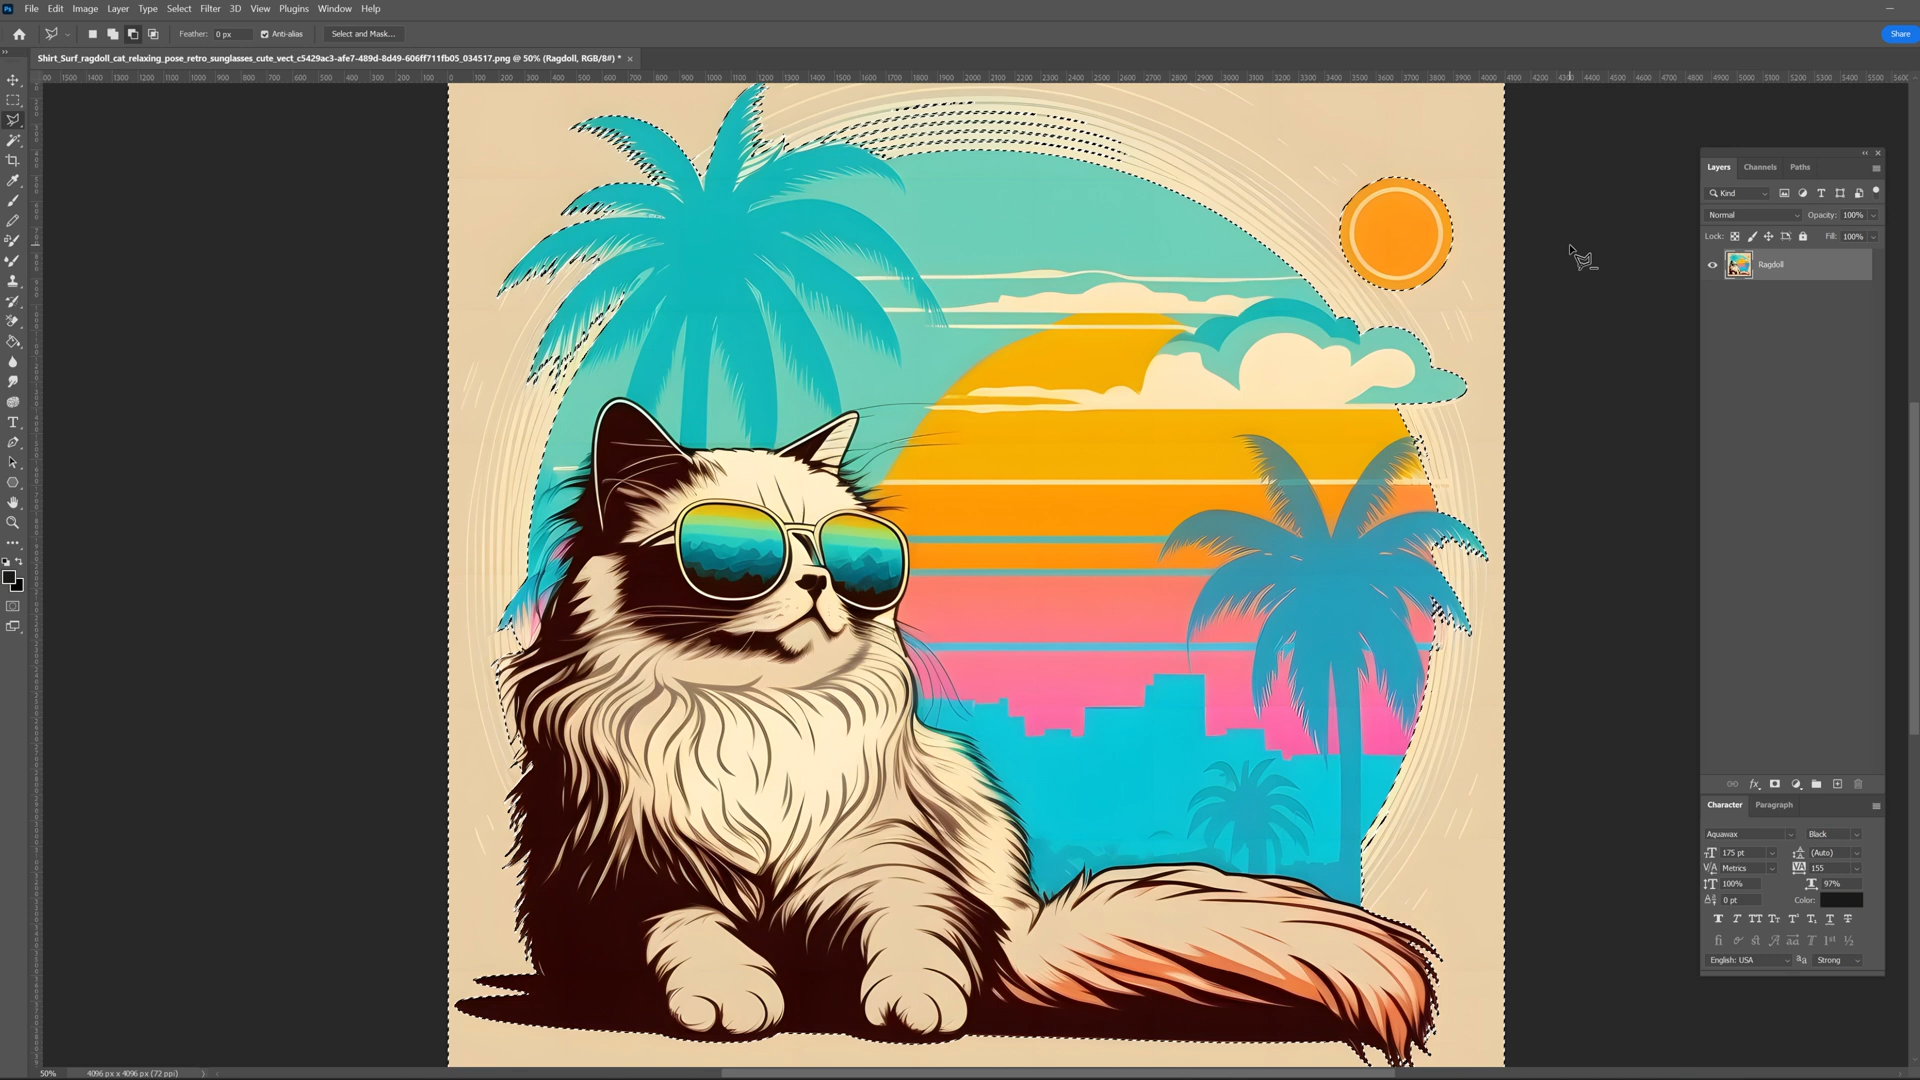 Ps File Edit Image Layer Type Select Filter 3D View Plugins Window Help
Feather: 0 px Anti-alias Select and Mask... Share
Shirt_Surf_ragdoll_cat_relaxing_pose_retro_sunglasses_cute_vect_c5429ac3-afe7-489d-8d49-606ff711fb05_034517.png @ 50% (Ragdoll, RGB/8#) *
Layers Channels Paths
Kind
Normal Opacity: 100%
Lock: Fill: 100%
Ragdoll
Character Paragraph
Aquawax Black
175 pt (Auto)
Metrics 155
100% 97%
0 pt Color:
English: USA aa Strong
50% 4096 px x 4096 px (72 ppi)